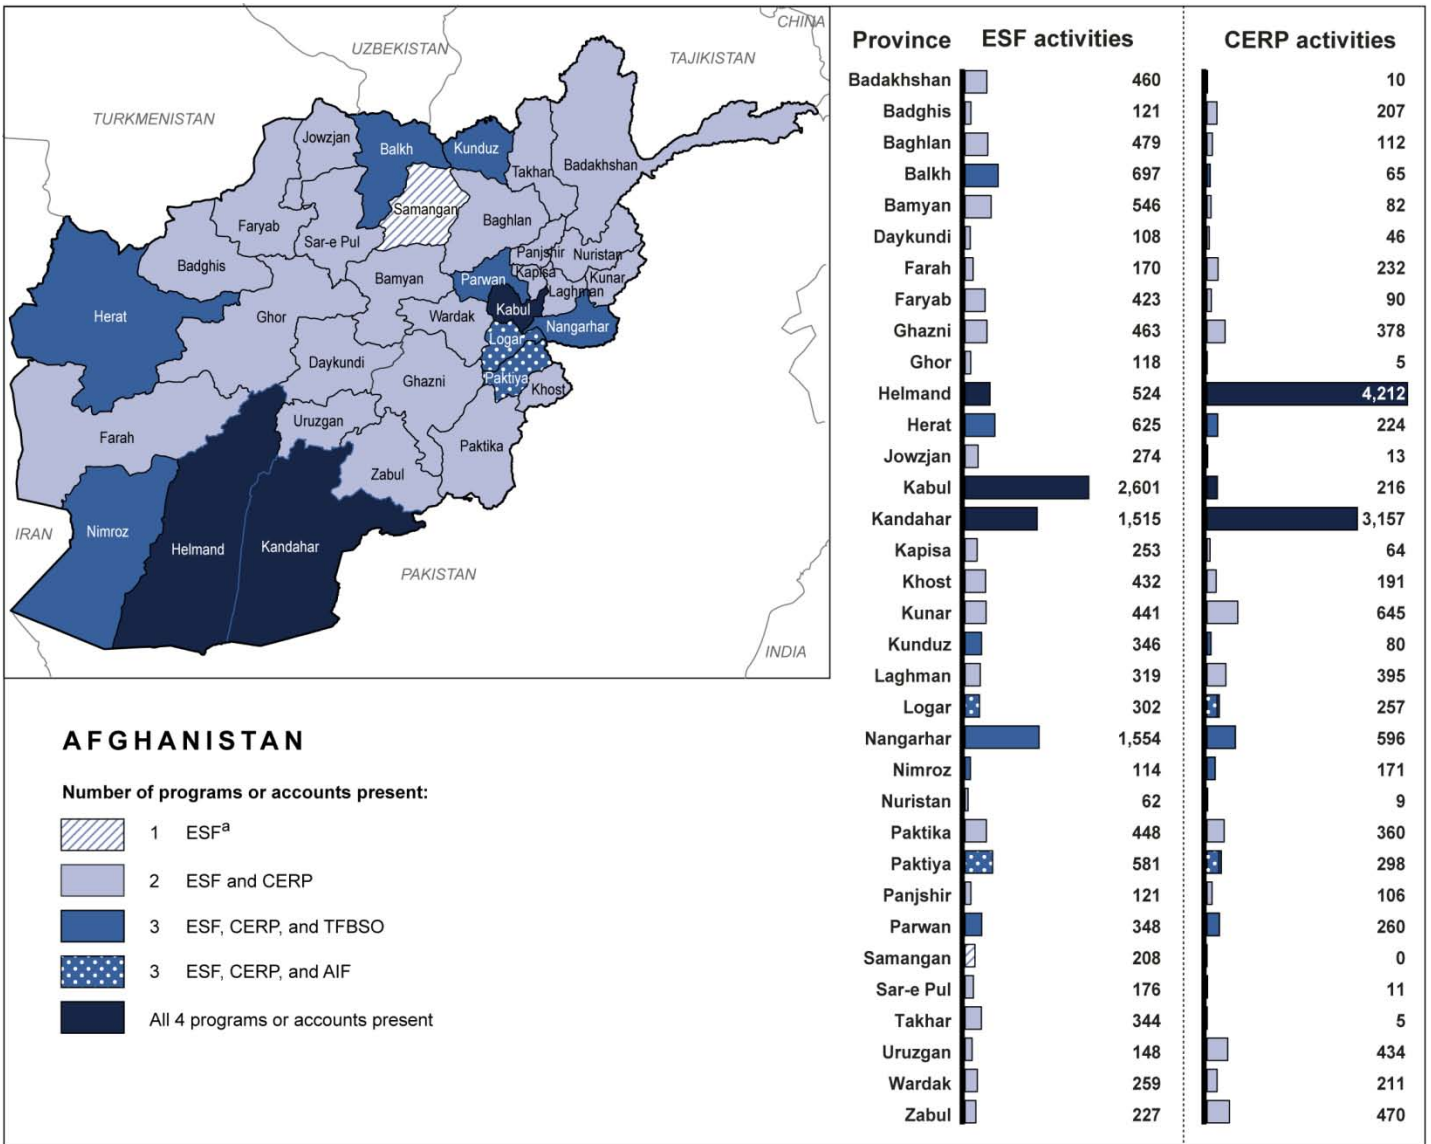 CHINA
UZBEKISTAN
TAJIKISTAN
TURKMENISTAN
Jowzjan
Balkh
Kunduz
Takhar
Badakhshan
Samangan
Baghlan
Faryab
Sar-e Pul
Badghis
Panjshir
Nuristan
Bamyan
Parwan
Kapisa
Kunar
Laghman
Herat
Ghor
Wardak
Kabul
Nangarhar
Logar
Daykundi
Ghazni
Paktiya
Khost
Farah
Uruzgan
Paktika
Zabul
IRAN
Nimroz
Helmand
Kandahar
PAKISTAN
INDIA
AFGHANISTAN
Number of programs or accounts present:
1 ESFa
2 ESF and CERP
3 ESF, CERP, and TFBSO
3 ESF, CERP, and AIF
All 4 programs or accounts present
Province ESF activities CERP activities
Badakhshan 460 10
Badghis 121 207
Baghlan 479 112
Balkh 697 65
Bamyan 546 82
Daykundi 108 46
Farah 170 232
Faryab 423 90
Ghazni 463 378
Ghor 118 5
Helmand 524 4,212
Herat 625 224
Jowzjan 274 13
Kabul 2,601 216
Kandahar 1,515 3,157
Kapisa 253 64
Khost 432 191
Kunar 441 645
Kunduz 346 80
Laghman 319 395
Logar 302 257
Nangarhar 1,554 596
Nimroz 114 171
Nuristan 62 9
Paktika 448 360
Paktiya 581 298
Panjshir 121 106
Parwan 348 260
Samangan 208 0
Sar-e Pul 176 11
Takhar 344 5
Uruzgan 148 434
Wardak 259 211
Zabul 227 470